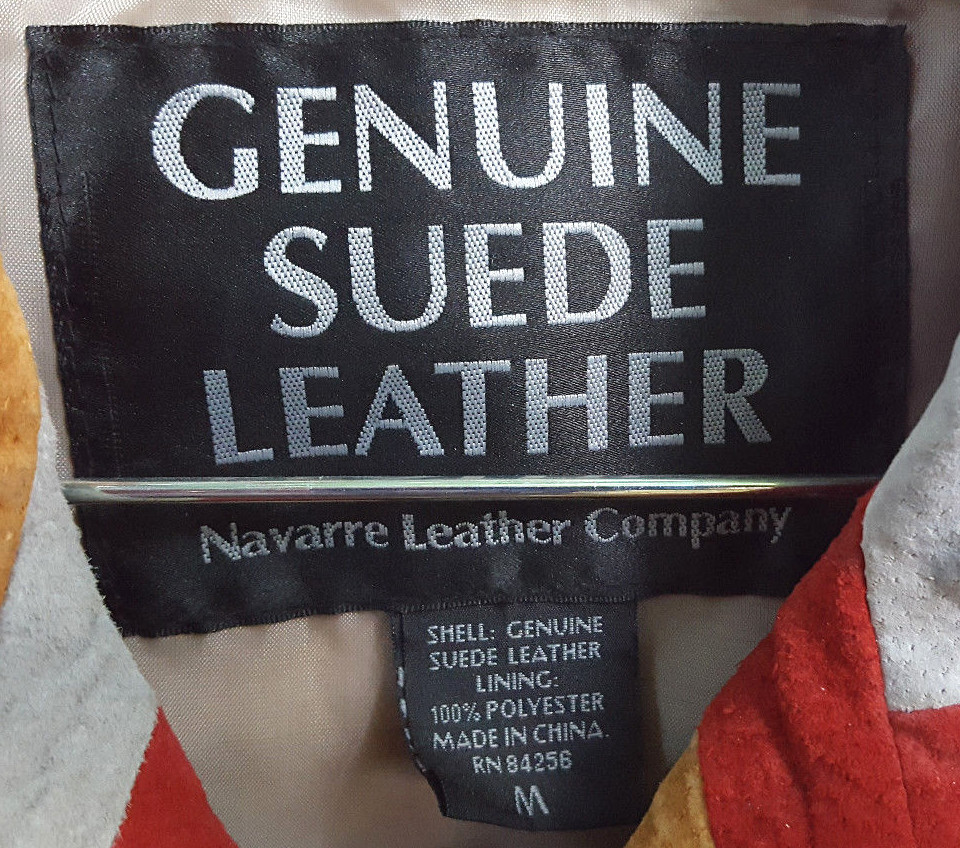 GENUINE
SUEDE
LEATHER
Navarre Leather Company
SHELL: GENUINE
SUEDE LEATHER
LINING:
100% POLYESTER
MADE IN CHINA.
RN 84256
M